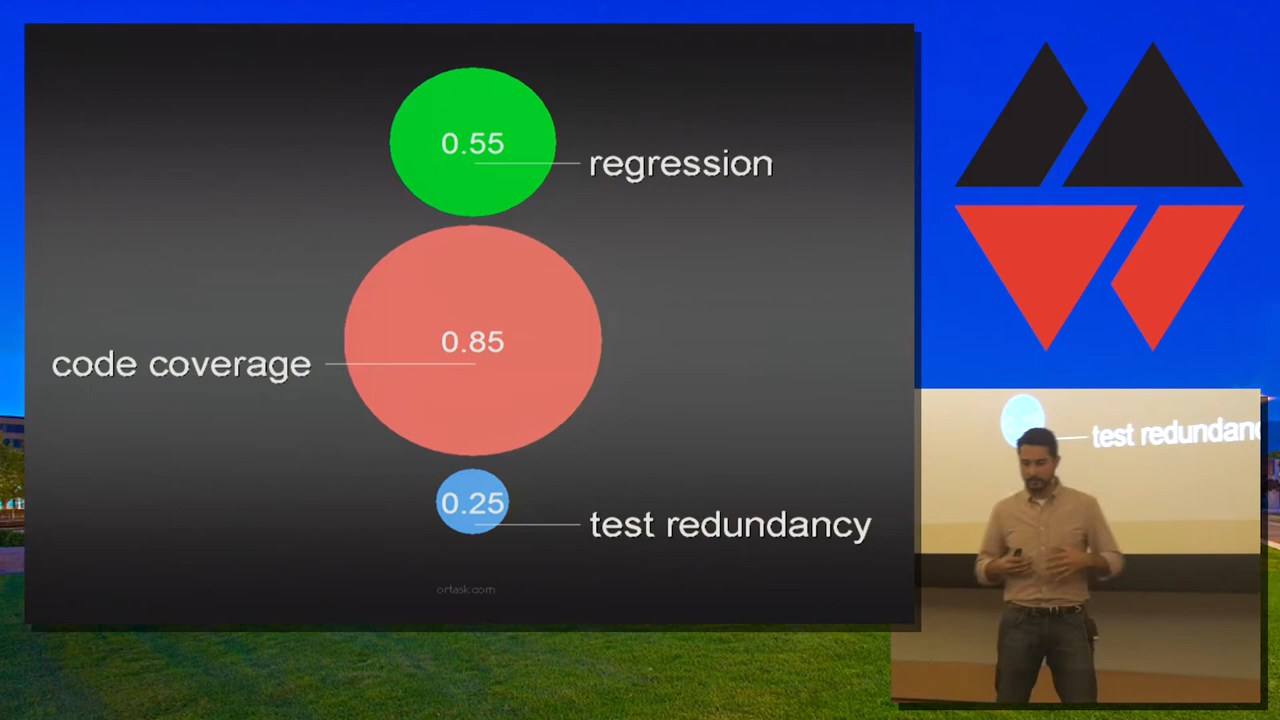 0.55
regression
0.85
code coverage
0.25
test redundancy
ortask.com
test redundanc